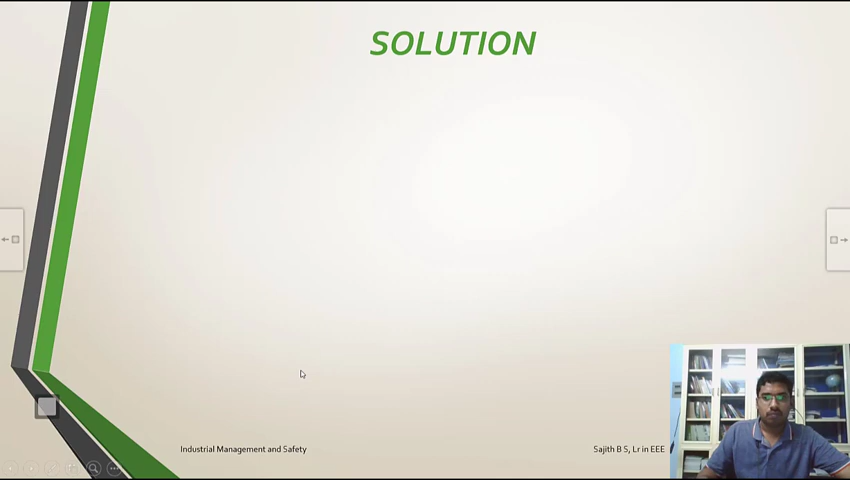 SOLUTION
Industrial Management and Safety
Sajith B S, Lr in EEE